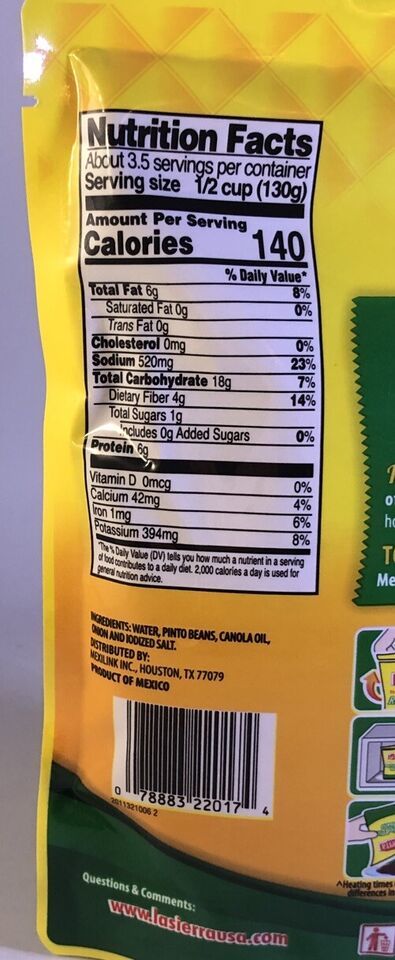 Nutrition Facts
About 3.5 servings per container
Serving size 1/2 cup (130g)
Amount Per Serving
Calories 140
% Daily Value*
Total Fat 6g 8%
Saturated Fat 0g 0%
Trans Fat 0g
Cholesterol 0mg 0%
Sodium 520mg 23%
Total Carbohydrate 18g 7%
Dietary Fiber 4g 14%
Total Sugars 1g
Includes 0g Added Sugars 0%
Protein 6g
Vitamin D 0mcg 0%
Calcium 42mg 4%
Iron 1mg 6%
Potassium 394mg 8%
*The % Daily Value (DV) tells you how much a nutrient in a serving
of food contributes to a daily diet. 2,000 calories a day is used for
general nutrition advice.
INGREDIENTS: WATER, PINTO BEANS, CANOLA OIL,
ONION AND IODIZED SALT.
DISTRIBUTED BY:
MEXILINK INC., HOUSTON, TX 77079
PRODUCT OF MEXICO
0 78883 22017 4
2011321006 2
Questions & Comments:
www.lasierrausa.com
^Heating times
differences in